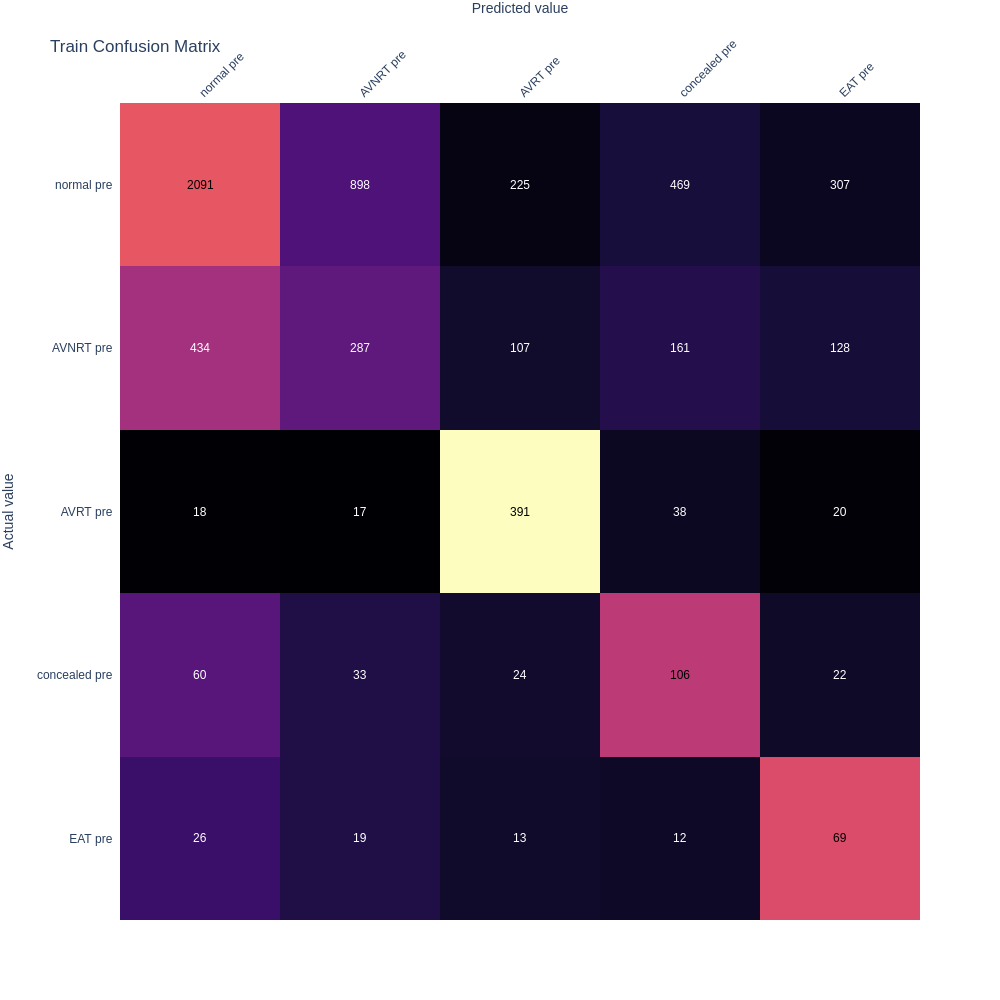 Predicted value
Train Confusion Matrix
normal pre AVNRT pre AVRT pre concealed pre EAT pre
normal pre 2091 898 225 469 307
AVNRT pre 434 287 107 161 128
Actual value
AVRT pre 18 17 391 38 20
concealed pre 60 33 24 106 22
EAT pre 26 19 13 12 69